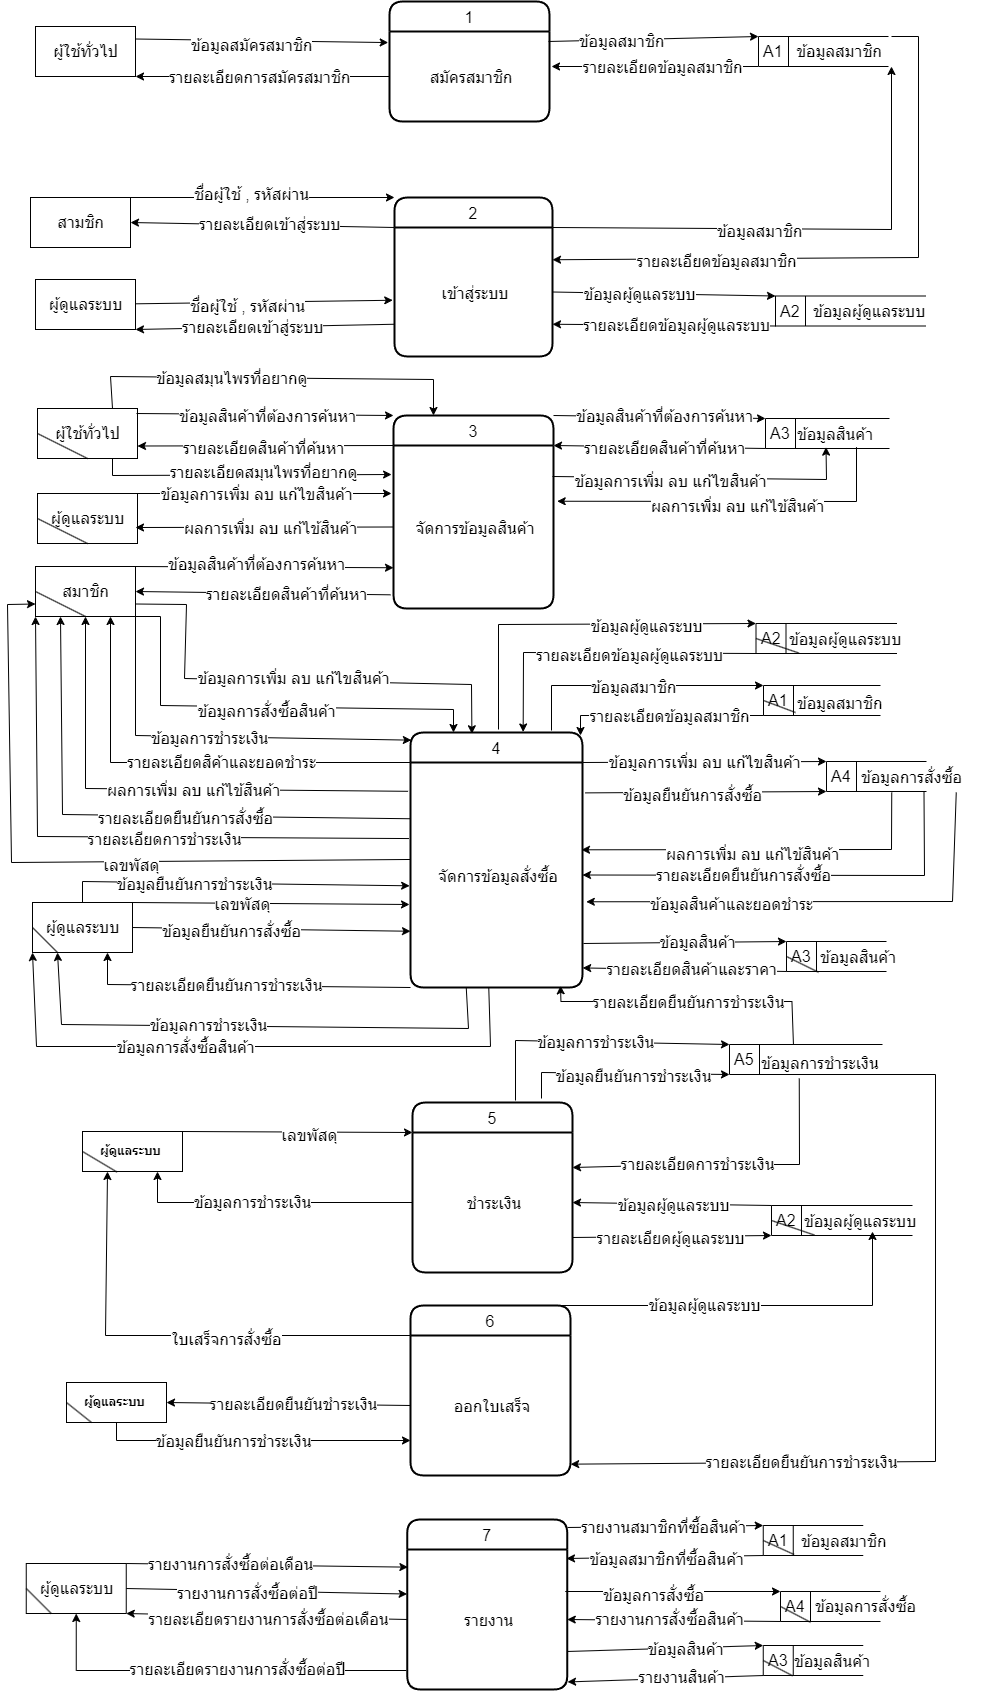 1
ผู้ใช้ทั่วไป
ข้อมูลสมัครสมาชิก
รายละเอียดการสมัครสมาชิก
สมัครสมาชิก
ข้อมูลสมาชิก
รายละเอียดข้อมูลสมาชิก
A1 ข้อมูลสมาชิก
2
สามชิก
ชื่อผู้ใช้ , รหัสผ่าน
รายละเอียดเข้าสู่ระบบ
ผู้ดูแลระบบ
ชื่อผู้ใช้ , รหัสผ่าน
รายละเอียดเข้าสู่ระบบ
เข้าสู่ระบบ
ข้อมูลสมาชิก
รายละเอียดข้อมูลสมาชิก
ข้อมูลผู้ดูแลระบบ
รายละเอียดข้อมูลผู้ดูแลระบบ
A2 ข้อมูลผู้ดูแลระบบ
3
ข้อมูลสมุนไพรที่อยากดู
ผู้ใช้ทั่วไป
ข้อมูลสินค้าที่ต้องการค้นหา
รายละเอียดสินค้าที่ค้นหา
รายละเอียดสมุนไพรที่อยากดู
ผู้ดูแลระบบ
ข้อมูลการเพิ่ม ลบ แก้ไขสินค้า
ผลการเพิ่ม ลบ แก้ไข้สินค้า
จัดการข้อมูลสินค้า
ข้อมูลสินค้าที่ต้องการค้นหา
รายละเอียดสินค้าที่ค้นหา
A3 ข้อมูลสินค้า
ข้อมูลการเพิ่ม ลบ แก้ไขสินค้า
ผลการเพิ่ม ลบ แก้ไข้สินค้า
สมาชิก
ข้อมูลสินค้าที่ต้องการค้นหา
รายละเอียดสินค้าที่ค้นหา
ข้อมูลการเพิ่ม ลบ แก้ไขสินค้า
ข้อมูลการสั่งซื้อสินค้า
ข้อมูลการชำระเงิน
รายละเอียดสิค้าและยอดชำระ
ผลการเพิ่ม ลบ แก้ไข้สินค้า
รายละเอียดยืนยันการสั่งซื้อ
รายละเอียดการชำระเงิน
เลขพัสดุ
4
จัดการข้อมูลสั่งซื้อ
ข้อมูลผู้ดูแลระบบ
รายละเอียดข้อมูลผู้ดูแลระบบ
A2 ข้อมูลผู้ดูแลระบบ
ข้อมูลสมาชิก
รายละเอียดข้อมูลสมาชิก
A1 ข้อมูลสมาชิก
ข้อมูลการเพิ่ม ลบ แก้ไขสินค้า
ข้อมูลยืนยันการสั่งซื้อ
A4 ข้อมูลการสั่งซื้อ
ผลการเพิ่ม ลบ แก้ไข้สินค้า
รายละเอียดยืนยันการสั่งซื้อ
ข้อมูลสินค้าและยอดชำระ
ข้อมูลสินค้า
รายละเอียดสินค้าและราคา
A3 ข้อมูลสินค้า
ข้อมูลยืนยันการชำระเงิน
เลขพัสดุ
ผู้ดูแลระบบ
ข้อมูลยืนยันการสั่งซื้อ
รายละเอียดยืนยันการชำระเงิน
ข้อมูลการชำระเงิน
ข้อมูลการสั่งซื้อสินค้า
รายละเอียดยืนยันการชำระเงิน
ข้อมูลการชำระเงิน
ข้อมูลยืนยันการชำระเงิน
A5 ข้อมูลการชำระเงิน
5
ผู้ดูแลระบบ
เลขพัสดุ
ข้อมูลการชำระเงิน
ชำระเงิน
รายละเอียดการชำระเงิน
ข้อมูลผู้ดูแลระบบ
รายละเอียดผู้ดูแลระบบ
A2 ข้อมูลผู้ดูแลระบบ
6
ข้อมูลผู้ดูแลระบบ
ใบเสร็จการสั่งซื้อ
ผู้ดูแลระบบ
รายละเอียดยืนยันชำระเงิน
ข้อมูลยืนยันการชำระเงิน
ออกใบเสร็จ
รายละเอียดยืนยันการชำระเงิน
7
ผู้ดูแลระบบ
รายงานการสั่งซื้อต่อเดือน
รายงานการสั่งซื้อต่อปี
รายละเอียดรายงานการสั่งซื้อต่อเดือน
รายละเอียดรายงานการสั่งซื้อต่อปี
รายงาน
รายงานสมาชิกที่ซื้อสินค้า
ข้อมูลสมาชิกที่ซื้อสินค้า
A1 ข้อมูลสมาชิก
ข้อมูลการสั่งซื้อ
รายงานการสั่งซื้อสินค้า
A4 ข้อมูลการสั่งซื้อ
ข้อมูลสินค้า
รายงานสินค้า
A3 ข้อมูลสินค้า